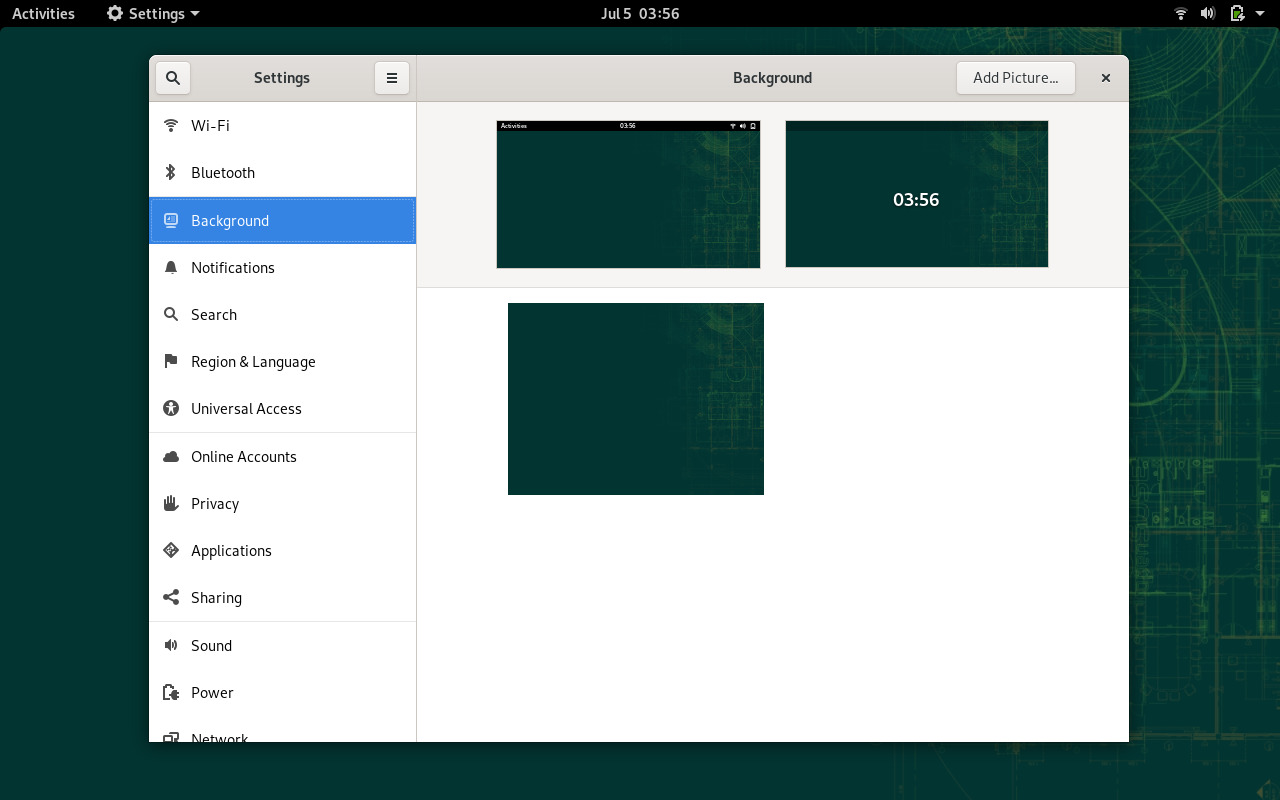 Activities Settings Jul 5 03:56
Settings Background Add Picture...
Wi-Fi
Bluetooth
Background
Notifications
Search
Region & Language
Universal Access
Online Accounts
Privacy
Applications
Sharing
Sound
Power
Network
Activities 03:56
03:56